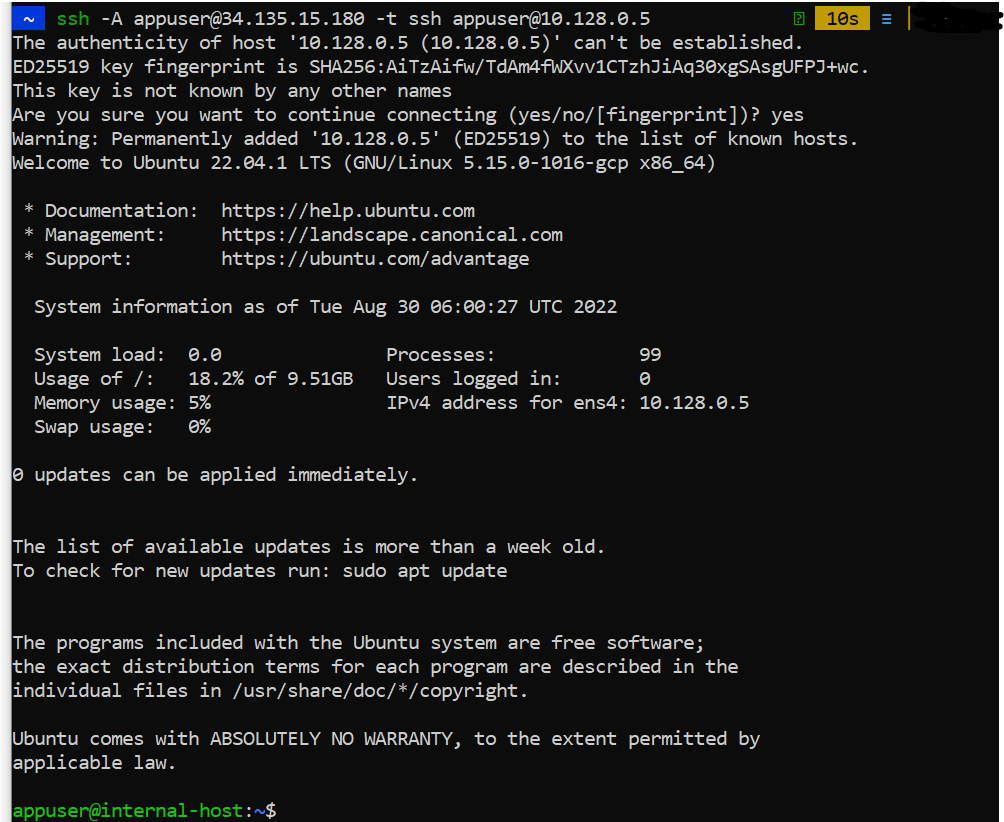 ~ ssh -A appuser@34.135.15.180 -t ssh appuser@10.128.0.5 10s
The authenticity of host '10.128.0.5 (10.128.0.5)' can't be established.
ED25519 key fingerprint is SHA256:AiTzAifw/TdAm4fWXvv1CTzhJiAq30xgSAsgUFPJ+wc.
This key is not known by any other names
Are you sure you want to continue connecting (yes/no/[fingerprint])? yes
Warning: Permanently added '10.128.0.5' (ED25519) to the list of known hosts.
Welcome to Ubuntu 22.04.1 LTS (GNU/Linux 5.15.0-1016-gcp x86_64)
* Documentation: https://help.ubuntu.com
* Management: https://landscape.canonical.com
* Support: https://ubuntu.com/advantage
System information as of Tue Aug 30 06:00:27 UTC 2022
System load: 0.0 Processes: 99
Usage of /: 18.2% of 9.51GB Users logged in: 0
Memory usage: 5% IPv4 address for ens4: 10.128.0.5
Swap usage: 0%
0 updates can be applied immediately.
The list of available updates is more than a week old.
To check for new updates run: sudo apt update
The programs included with the Ubuntu system are free software;
the exact distribution terms for each program are described in the
individual files in /usr/share/doc/*/copyright.
Ubuntu comes with ABSOLUTELY NO WARRANTY, to the extent permitted by
applicable law.
appuser@internal-host:~$